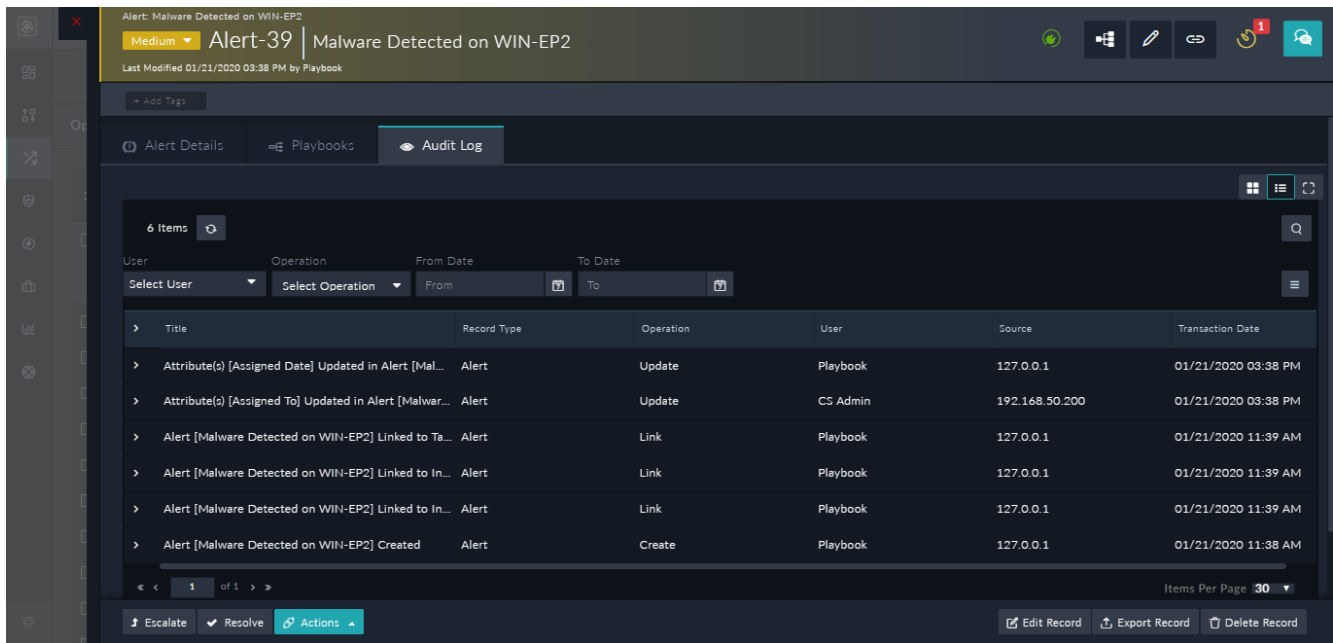 Alert: Malware Detected on WIN-EP2
Medium Alert-39 Malware Detected on WIN-EP2
1
Last Modified 01/21/2020 03:38 PM by Playbook
+ Add Tags
Alert Details Playbooks Audit Log
6 Items
User Operation From Date To Date
Select User Select Operation From To
Title Record Type Operation User Source Transaction Date
Attribute(s) [Assigned Date] Updated in Alert [Mal... Alert Update Playbook 127.0.0.1 01/21/2020 03:38 PM
Attribute(s) [Assigned To] Updated in Alert [Malwar... Alert Update CS Admin 192.168.50.200 01/21/2020 03:38 PM
Alert [Malware Detected on WIN-EP2] Linked to Ta... Alert Link Playbook 127.0.0.1 01/21/2020 11:39 AM
Alert [Malware Detected on WIN-EP2] Linked to In... Alert Link Playbook 127.0.0.1 01/21/2020 11:39 AM
Alert [Malware Detected on WIN-EP2] Linked to In... Alert Link Playbook 127.0.0.1 01/21/2020 11:39 AM
Alert [Malware Detected on WIN-EP2] Created Alert Create Playbook 127.0.0.1 01/21/2020 11:38 AM
« < 1 of 1 > » Items Per Page 30
Escalate Resolve Actions Edit Record Export Record Delete Record